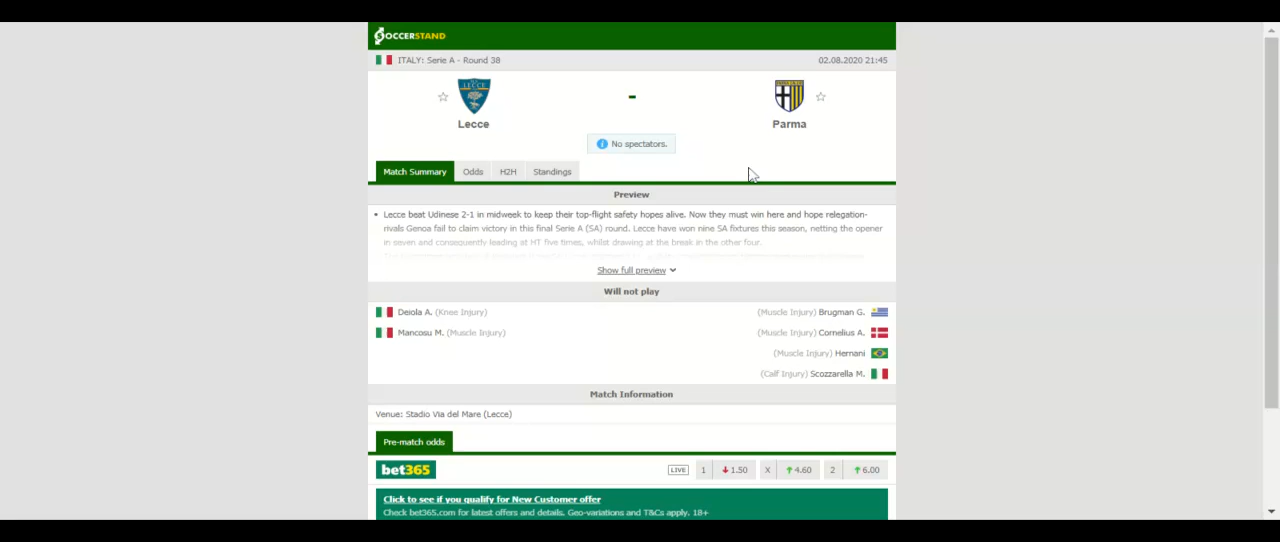 SOCCERSTAND
ITALY: Serie A - Round 38 02.08.2020 21:45
Lecce - Parma
No spectators.
Match Summary Odds H2H Standings
Preview
Lecce beat Udinese 2-1 in midweek to keep their top-flight safety hopes alive. Now they must win here and hope relegation-
rivals Genoa fail to claim victory in this final Serie A (SA) round. Lecce have won nine SA fixtures this season, netting the opener
in seven and consequently leading at HT five times, whilst drawing at the break in the other four.
Show full preview
Will not play
Deiola A. (Knee Injury) (Muscle Injury) Brugman G.
Mancosu M. (Muscle Injury) (Muscle Injury) Cornelius A.
(Muscle Injury) Hernani
(Calf Injury) Scozzarella M.
Match Information
Venue: Stadio Via del Mare (Lecce)
Pre-match odds
bet365 LIVE 1 1.50 X 4.60 2 6.00
Click to see if you qualify for New Customer offer
Check bet365.com for latest offers and details. Geo-variations and T&Cs apply. 18+